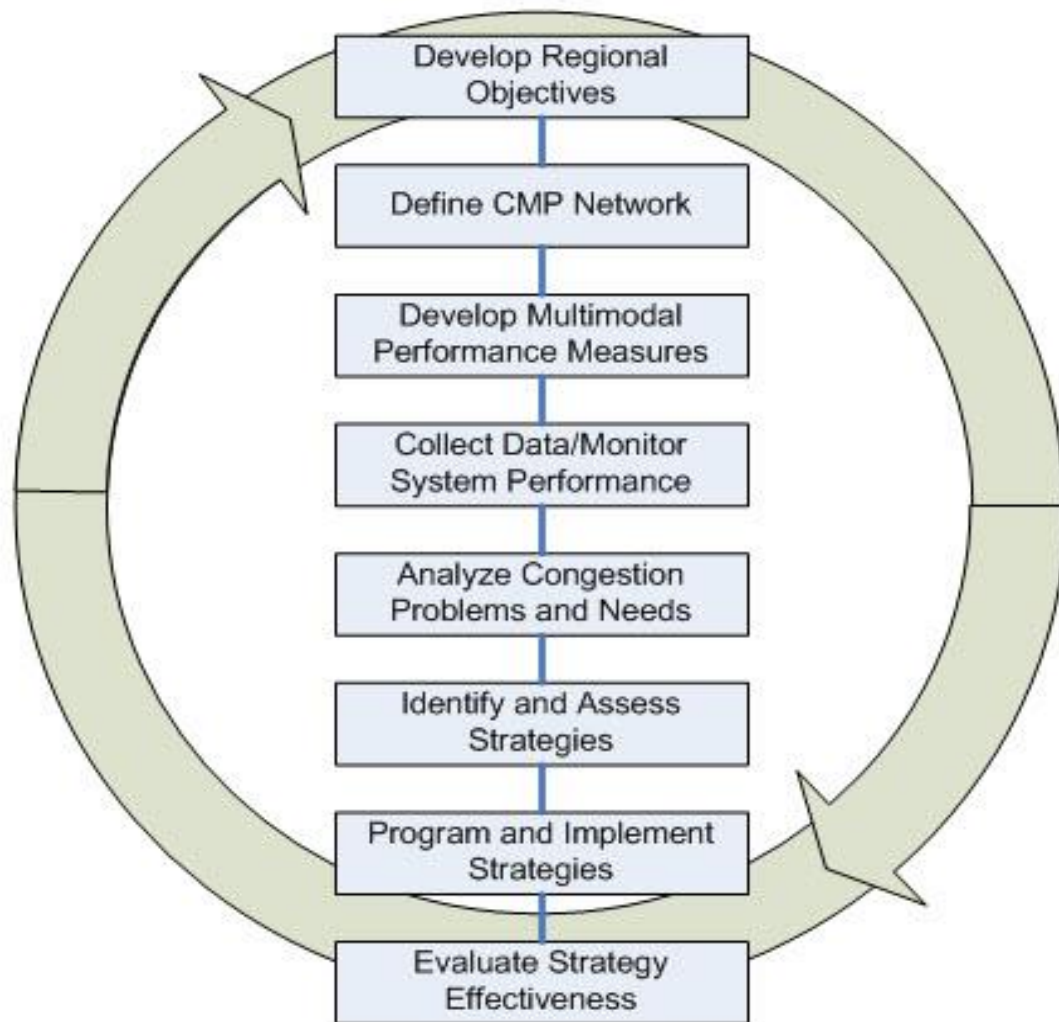 Develop Regional
Objectives
Define CMP Network
Develop Multimodal
Performance Measures
Collect Data/Monitor
System Performance
Analyze Congestion
Problems and Needs
Identify and Assess
Strategies
Program and Implement
Strategies
Evaluate Strategy
Effectiveness